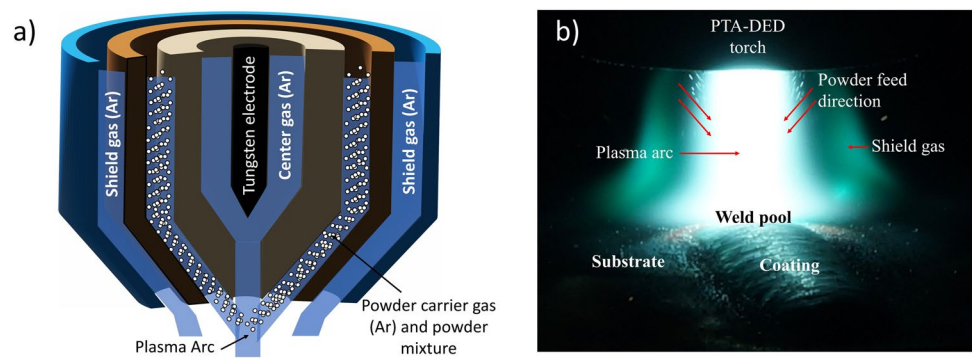 a)
Shield gas (Ar)
Tungsten electrode
Center gas (Ar)
Shield gas (Ar)
Powder carrier gas
(Ar) and powder
mixture
Plasma Arc
b)
PTA-DED
torch
Powder feed
direction
Plasma arc
Shield gas
Weld pool
Substrate
Coating